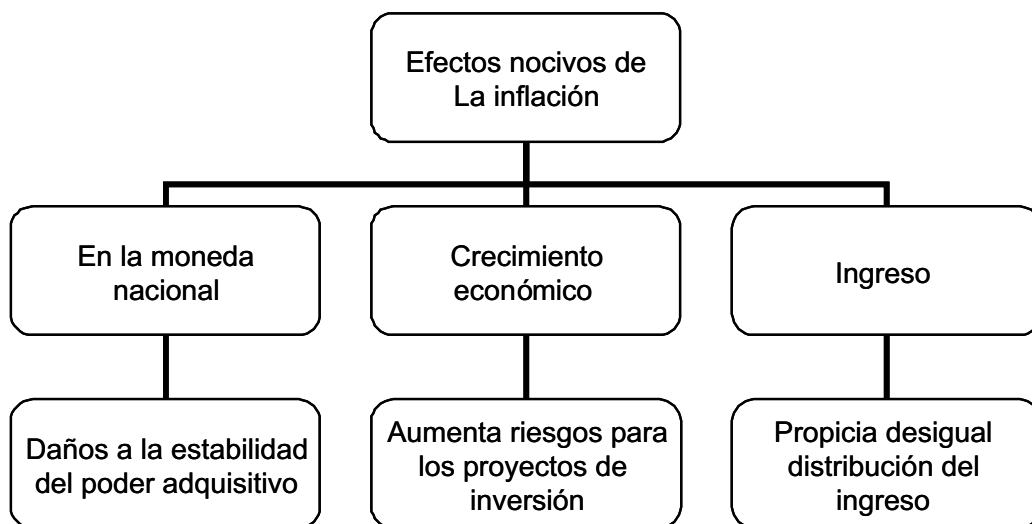 Efectos nocivos de
La inflación
En la moneda
nacional
Crecimiento
económico
Ingreso
Daños a la estabilidad
del poder adquisitivo
Aumenta riesgos para
los proyectos de
inversión
Propicia desigual
distribución del
ingreso